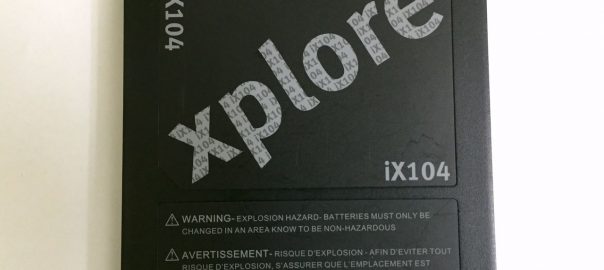 iX104
xplore
iX104
⚠ WARNING- EXPLOSION HAZARD- BATTERIES MUST ONLY BE
CHANGED IN AN AREA KNOW TO BE NON-HAZARDOUS
⚠ AVERTISSEMENT- RISQUE D'EXPLOSION - AFIN D'EVITER TOUT
RISQUE D'EXPLOSION, S'ASSURER QUE L'EMPLACEMENT EST